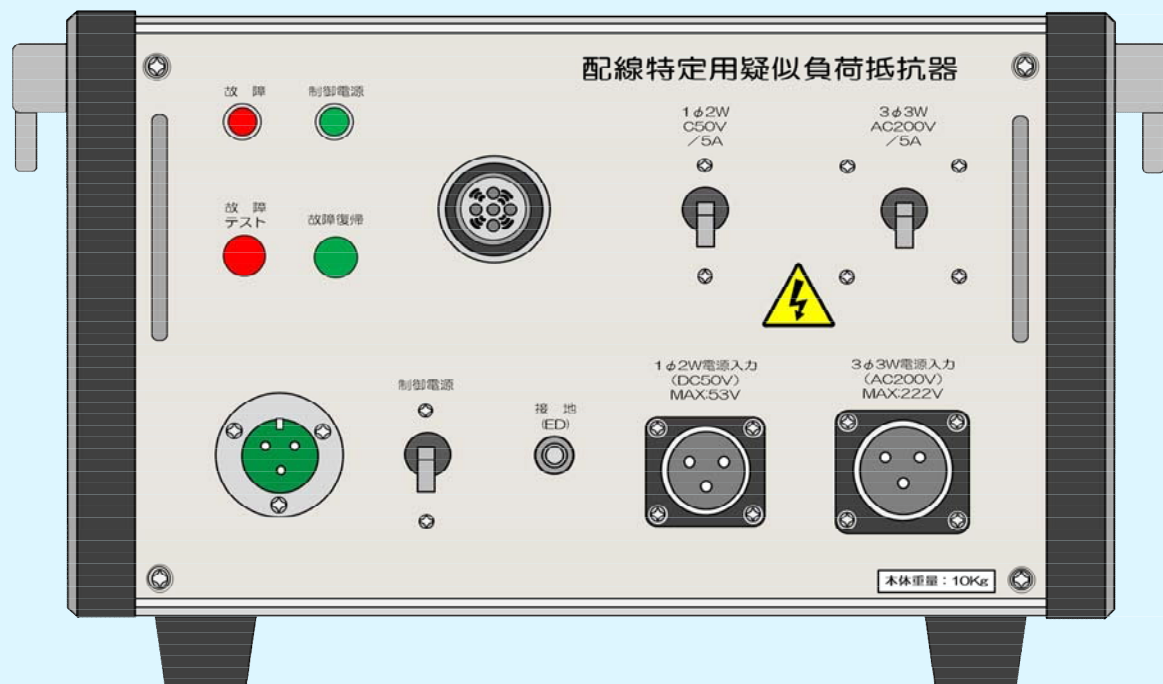 配線特定用疑似負荷抵抗器
故 障
制御電源
1φ2W
C50V
/5A
3φ3W
AC200V
/5A
故 障
テスト
故障復帰
制御電源
接 地
(ED)
1φ2W電源入力
(DC50V)
MAX:53V
3φ3W電源入力
(AC200V)
MAX:222V
本体重量：10Kg